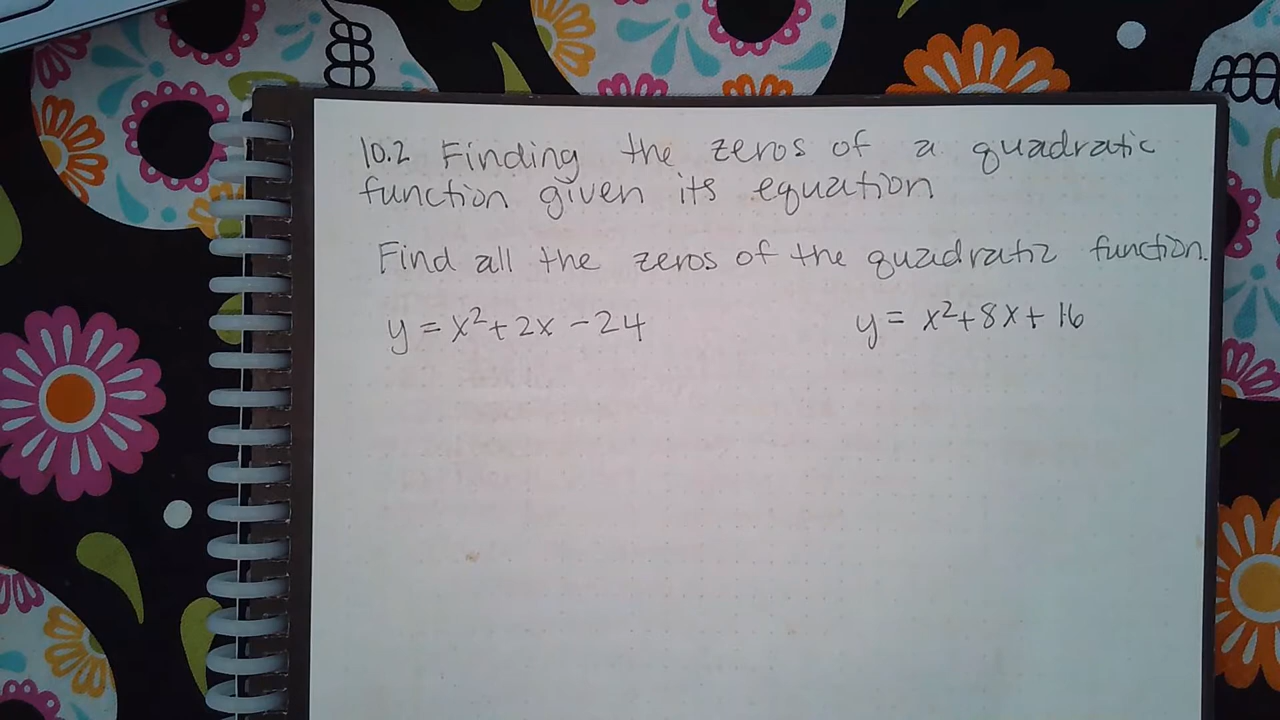 10.2 Finding the zeros of a quadratic
function given its equation
Find all the zeros of the quadratic function.
y = x²+2x -24
y = x²+8x+16